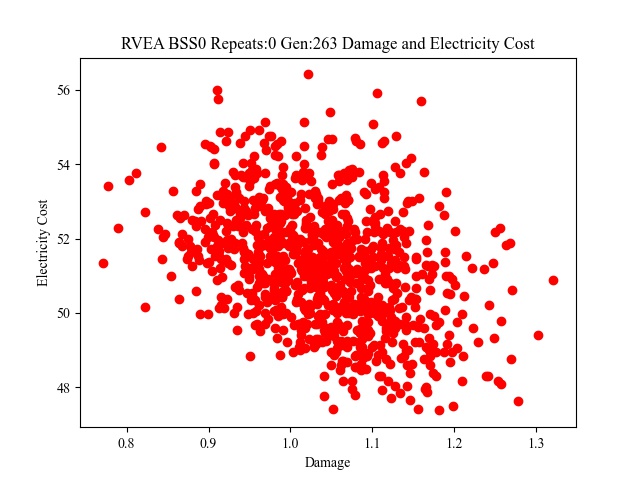 RVEA BSS0 Repeats:0 Gen:263 Damage and Electricity Cost
56
54
52
50
48
Electricity Cost
0.8 0.9 1.0 1.1 1.2 1.3
Damage